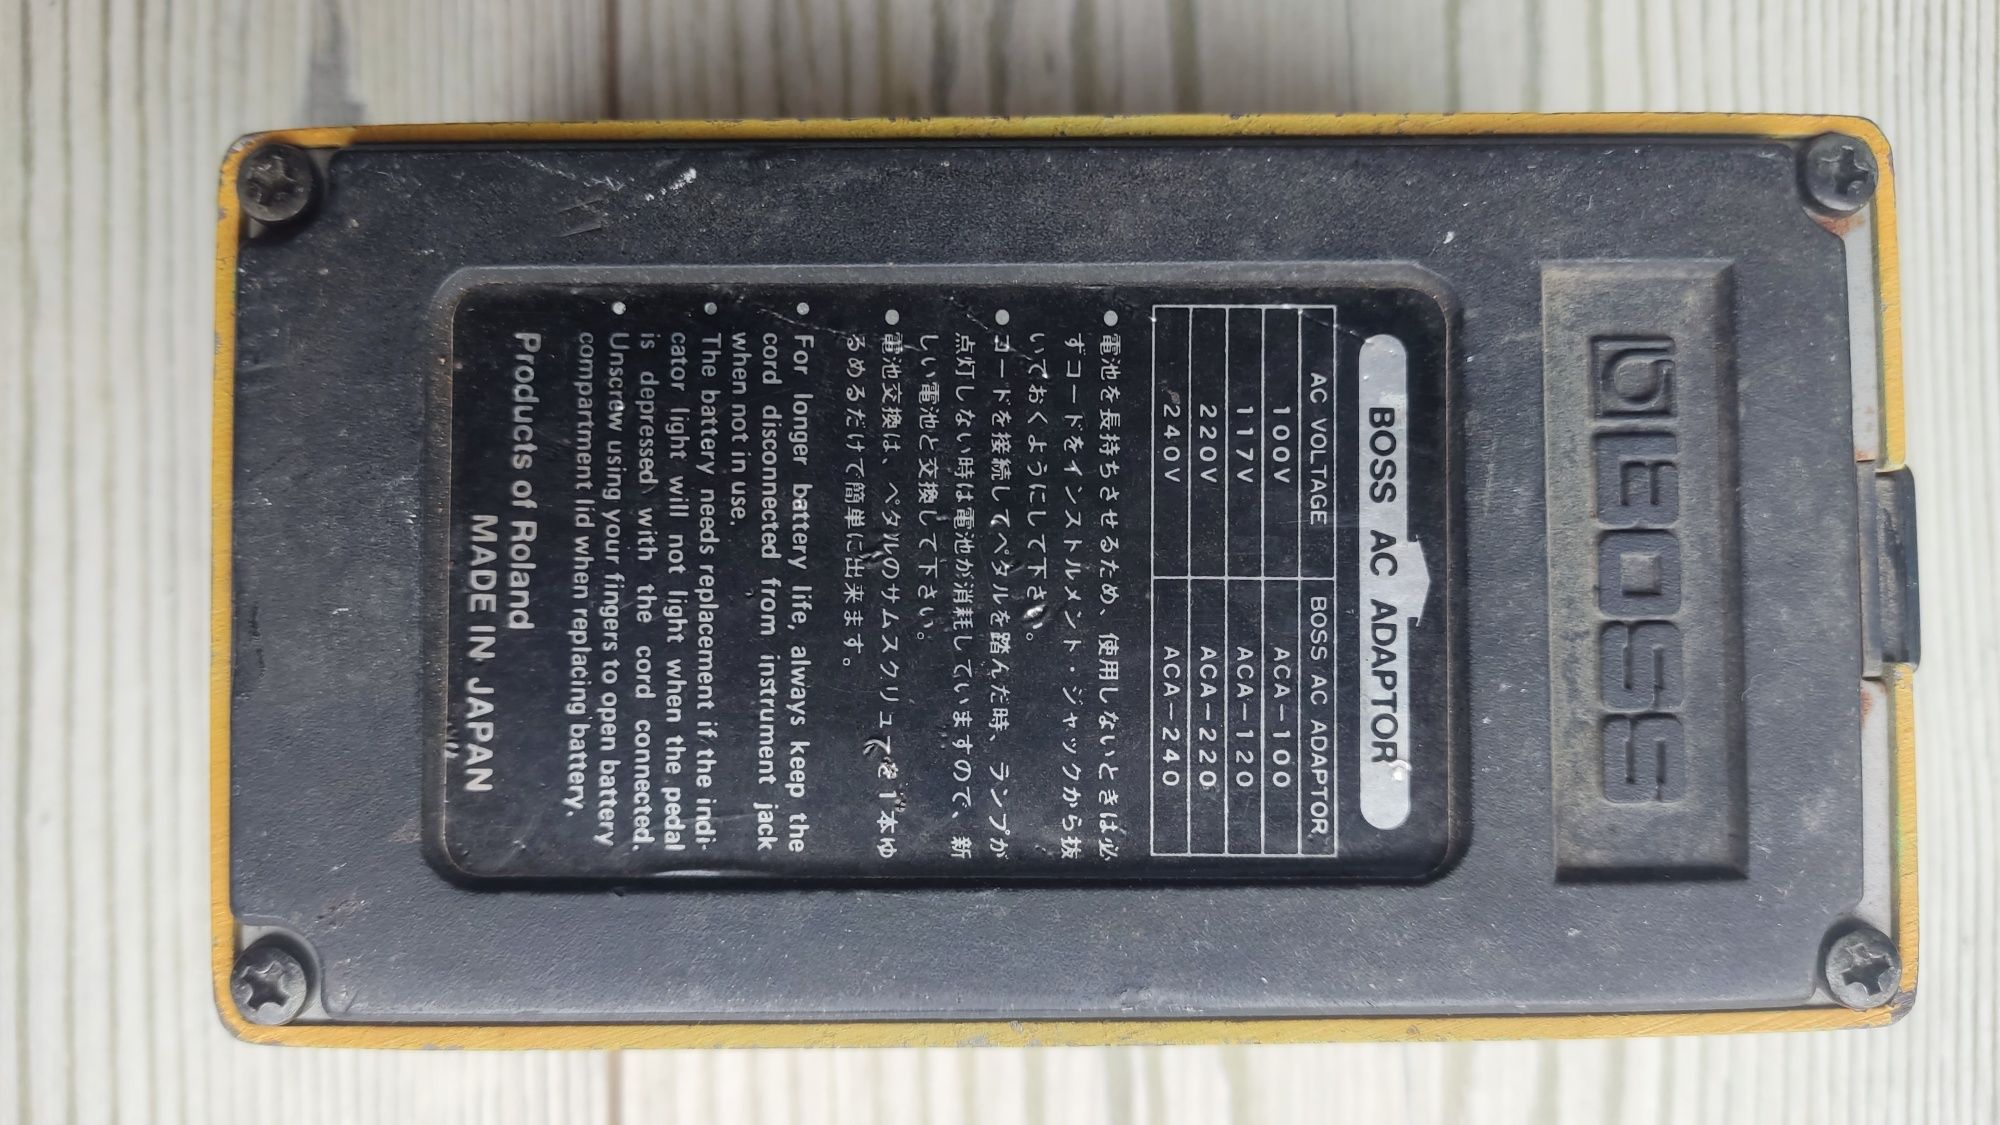 BOSS
BOSS AC ADAPTOR
AC VOLTAGE BOSS AC ADAPTOR
100V ACA-100
117V ACA-120
220V ACA-220
240V ACA-240
●電池を長持ちさせるため、使用しないときは必
ずコードをインストルメント・ジャックから抜
いておくようにして下さい。
●コードを接続してペダルを踏んだ時、ランプが
点灯しない時は電池が消耗していますので、新
しい電池と交換して下さい。
●電池交換は、ペダルのサムスクリューを1本ゆ
るめるだけで簡単に出来ます。
● For longer battery life, always keep the
cord disconnected from instrument jack
when not in use.
● The battery needs replacement if the indi-
cator light will not light when the pedal
is depressed with the cord connected.
● Unscrew using your fingers to open battery
compartment lid when replacing battery.
Products of Roland
MADE IN JAPAN